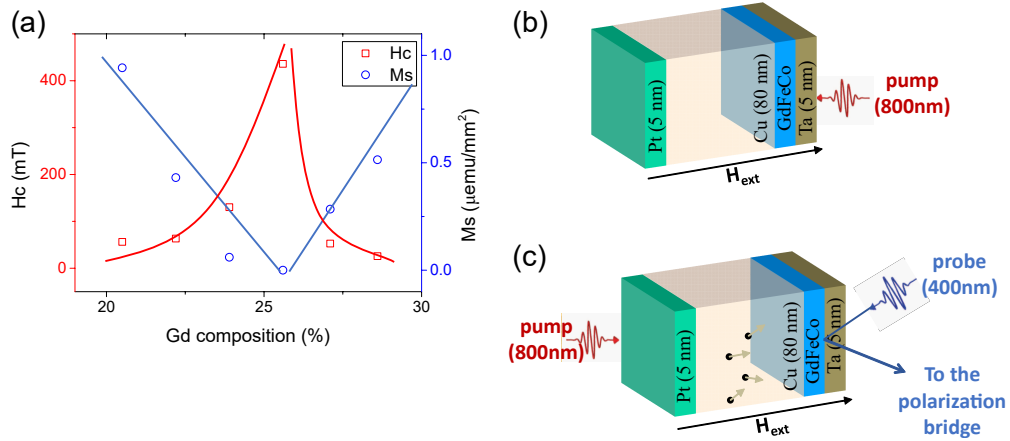 (a)
Hc (mT)
400
200
0
20
25
30
Gd composition (%)
Hc
Ms
1.0
0.5
0.0
Ms (μemu/mm²)
(b)
Pt (5 nm)
Cu (80 nm)
GdFeCo
Ta (5 nm)
pump
(800nm)
Hext
(c)
pump
(800nm)
Pt (5 nm)
Cu (80 nm)
GdFeCo
Ta (5 nm)
probe
(400nm)
Hext
To the
polarization
bridge